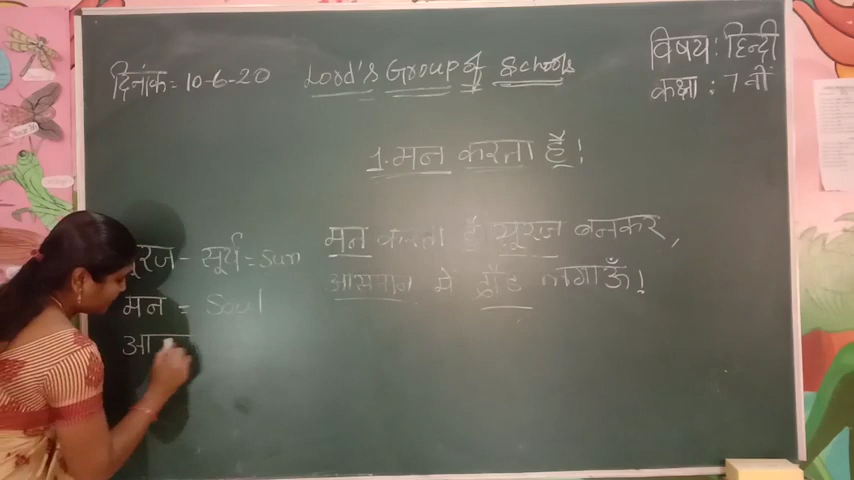 दिनांक = 10-6-20
Lord's Group of Schools
विषय: हिन्दी
कक्षा : 7 वीं
1. मन करता है!
मन करता है सूरज बनकर,
आसमान में दौड़ लगाऊँ!
सूरज - सूर्य = Sun
मन = Soul
आ